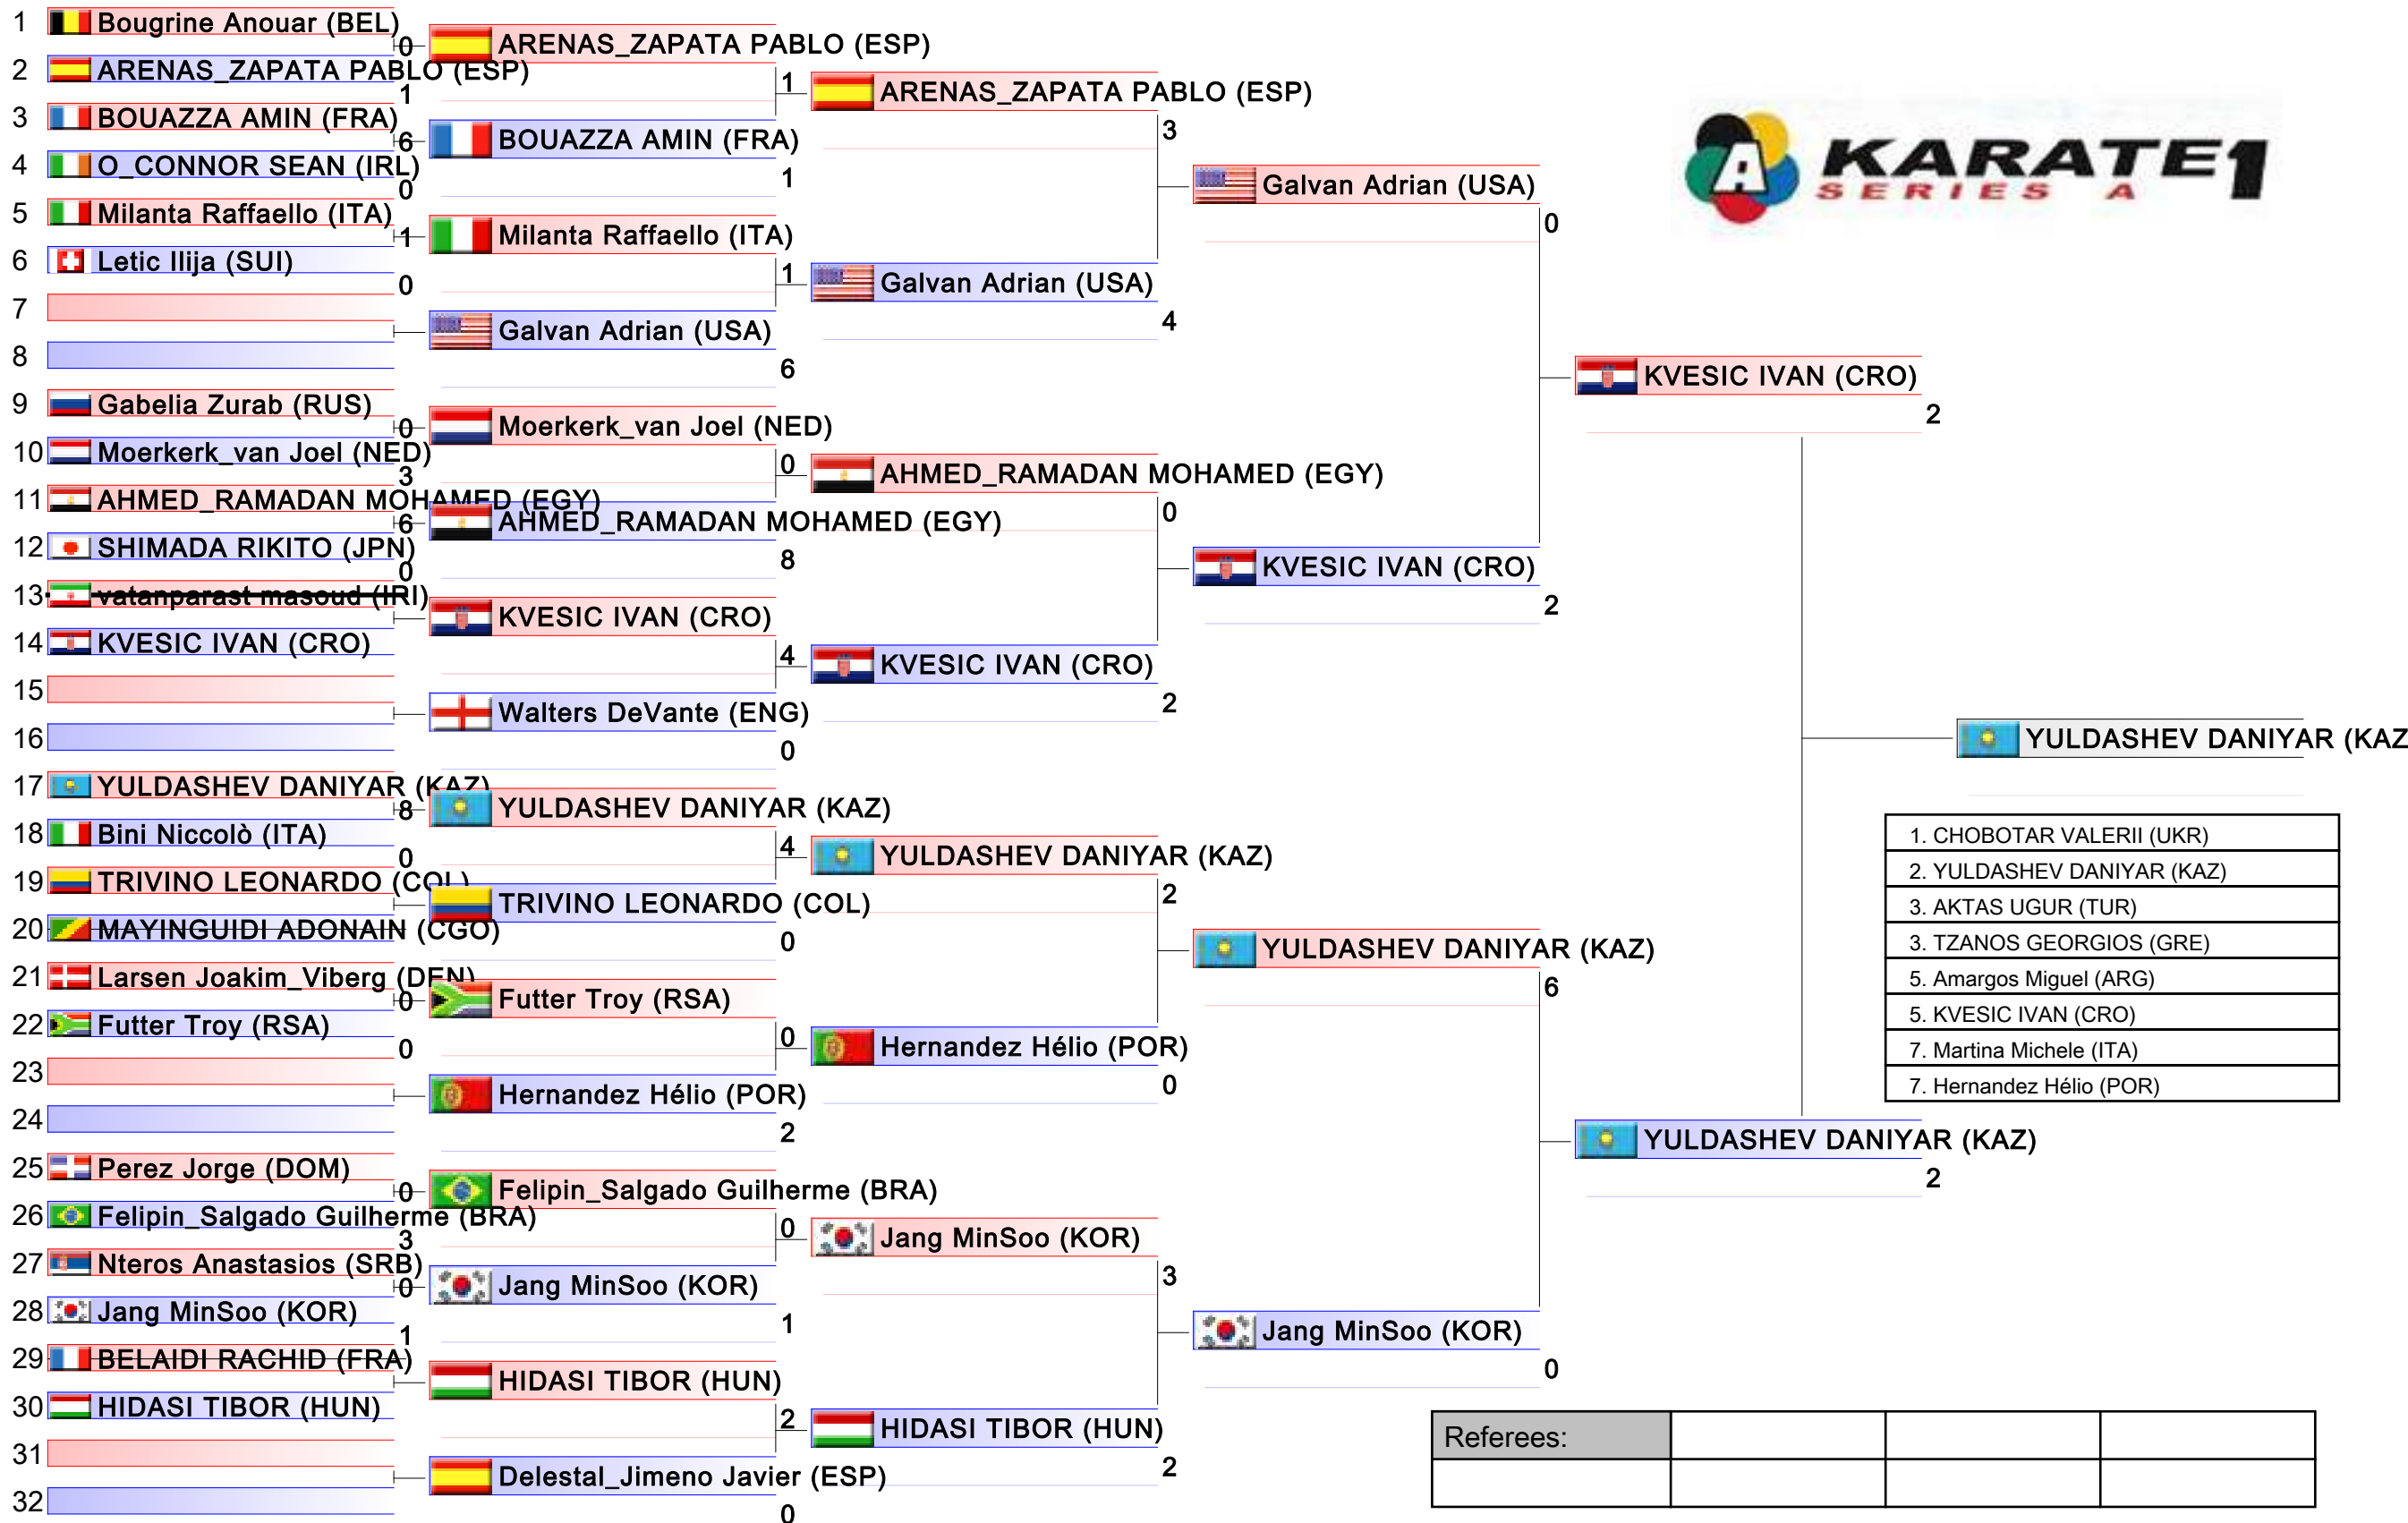 1 Bougrine Anouar (BEL)
0
2 ARENAS_ZAPATA PABLO (ESP)
1
3 BOUAZZA AMIN (FRA)
6
4 O_CONNOR SEAN (IRL)
0
5 Milanta Raffaello (ITA)
1
6 Letic Ilija (SUI)
0
7
8
9 Gabelia Zurab (RUS)
0
10 Moerkerk_van Joel (NED)
3
11 AHMED_RAMADAN MOHAMED (EGY)
6
12 SHIMADA RIKITO (JPN)
0
13 vatanparast masoud (IRI)
14 KVESIC IVAN (CRO)
15
16
17 YULDASHEV DANIYAR (KAZ)
8
18 Bini Niccolò (ITA)
0
19 TRIVINO LEONARDO (COL)
20 MAYINGUIDI ADONAIN (CGO)
21 Larsen Joakim_Viberg (DEN)
0
22 Futter Troy (RSA)
0
23
24
25 Perez Jorge (DOM)
0
26 Felipin_Salgado Guilherme (BRA)
3
27 Nteros Anastasios (SRB)
0
28 Jang MinSoo (KOR)
1
29 BELAIDI RACHID (FRA)
30 HIDASI TIBOR (HUN)
31
32
ARENAS_ZAPATA PABLO (ESP)
1
BOUAZZA AMIN (FRA)
1
Milanta Raffaello (ITA)
1
Galvan Adrian (USA)
6
Moerkerk_van Joel (NED)
0
AHMED_RAMADAN MOHAMED (EGY)
8
KVESIC IVAN (CRO)
4
Walters DeVante (ENG)
0
YULDASHEV DANIYAR (KAZ)
4
TRIVINO LEONARDO (COL)
0
Futter Troy (RSA)
0
Hernandez Hélio (POR)
2
Felipin_Salgado Guilherme (BRA)
0
Jang MinSoo (KOR)
1
HIDASI TIBOR (HUN)
2
Delestal_Jimeno Javier (ESP)
0
ARENAS_ZAPATA PABLO (ESP)
3
Galvan Adrian (USA)
4
AHMED_RAMADAN MOHAMED (EGY)
0
KVESIC IVAN (CRO)
2
YULDASHEV DANIYAR (KAZ)
2
Hernandez Hélio (POR)
0
Jang MinSoo (KOR)
3
HIDASI TIBOR (HUN)
2
Galvan Adrian (USA)
0
KVESIC IVAN (CRO)
2
YULDASHEV DANIYAR (KAZ)
6
Jang MinSoo (KOR)
0
KVESIC IVAN (CRO)
2
YULDASHEV DANIYAR (KAZ)
2
YULDASHEV DANIYAR (KAZ
A KARATE1
SERIES A
1. CHOBOTAR VALERII (UKR)
2. YULDASHEV DANIYAR (KAZ)
3. AKTAS UGUR (TUR)
3. TZANOS GEORGIOS (GRE)
5. Amargos Miguel (ARG)
5. KVESIC IVAN (CRO)
7. Martina Michele (ITA)
7. Hernandez Hélio (POR)
Referees: